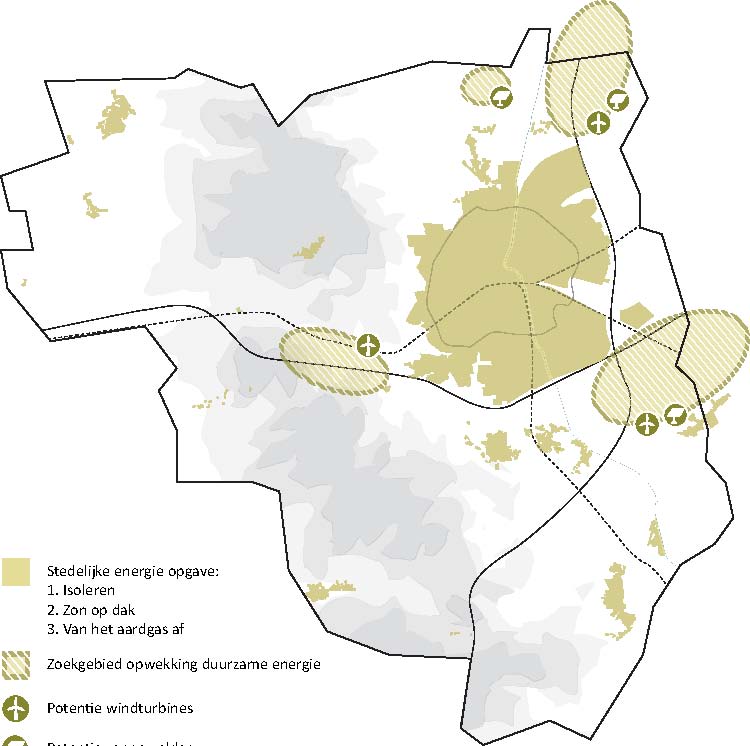 Stedelijke energie opgave:
1. Isoleren
2. Zon op dak
3. Van het aardgas af
Zoekgebied opwekking duurzame energie
Potentie windturbines
Potentie